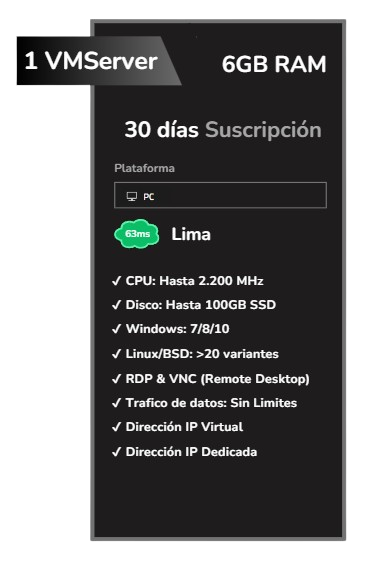 1 VMServer
6GB RAM
30 días Suscripción
Plataforma
PC
63ms
Lima
✓ CPU: Hasta 2.200 MHz
✓ Disco: Hasta 100GB SSD
✓ Windows: 7/8/10
✓ Linux/BSD: >20 variantes
✓ RDP & VNC (Remote Desktop)
✓ Trafico de datos: Sin Limites
✓ Dirección IP Virtual
✓ Dirección IP Dedicada